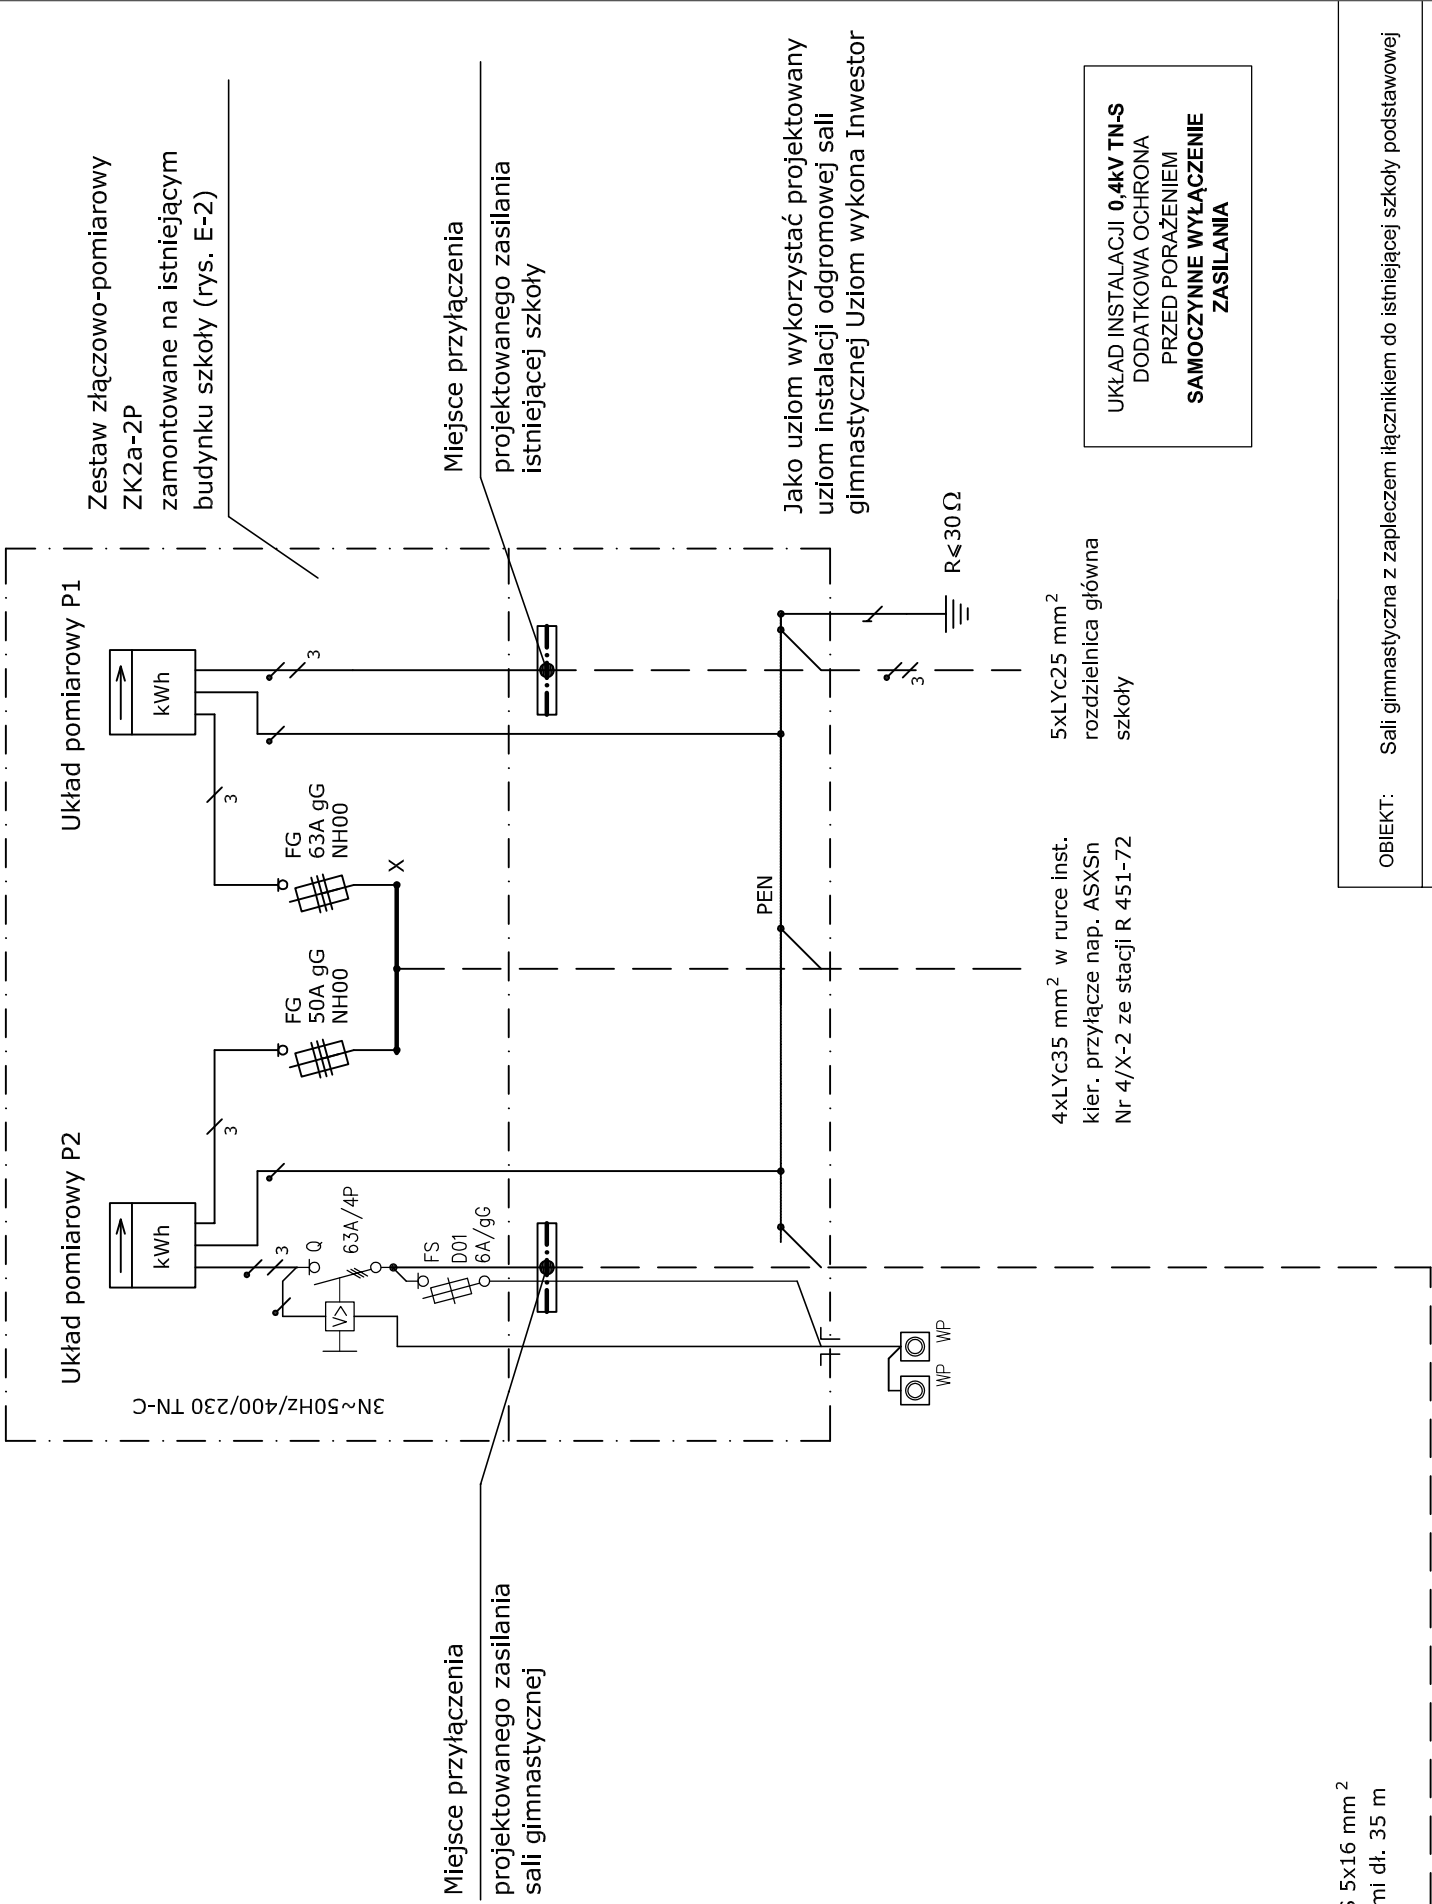 Zestaw złączowo-pomiarowy
ZK2a-2P
zamontowane na istniejącym
budynku szkoły (rys. E-2)
Miejsce przyłączenia
projektowanego zasilania
istniejącej szkoły
Jako uziom wykorzystać projektowany
uziom instalacji odgromowej sali
gimnastycznej Uziom wykona Inwestor
UKŁAD INSTALACJI 0,4kV TN-S
DODATKOWA OCHRONA
PRZED PORAŻENIEM
SAMOCZYNNE WYŁĄCZENIE
ZASILANIA
OBIEKT: Sali gimnastyczna z zapleczem iłącznikiem do istniejącej szkoły podstawowej
Układ pomiarowy P1
kWh
3
3
FG
63A gG
NH00
X
FG
50A gG
NH00
3
PEN
R⩽30Ω
3
5xLYc25 mm²
rozdzielnica główna
szkoły
4xLYc35 mm² w rurce inst.
kier. przyłącze nap. ASXSn
Nr 4/X-2 ze stacji R 451-72
Układ pomiarowy P2
kWh
3
Q
63A/4P
V>
FS
D01
6A/gG
WP
WP
3N~50Hz/400/230 TN-C
Miejsce przyłączenia
projektowanego zasilania
sali gimnastycznej
5x16 mm²
dł. 35 m